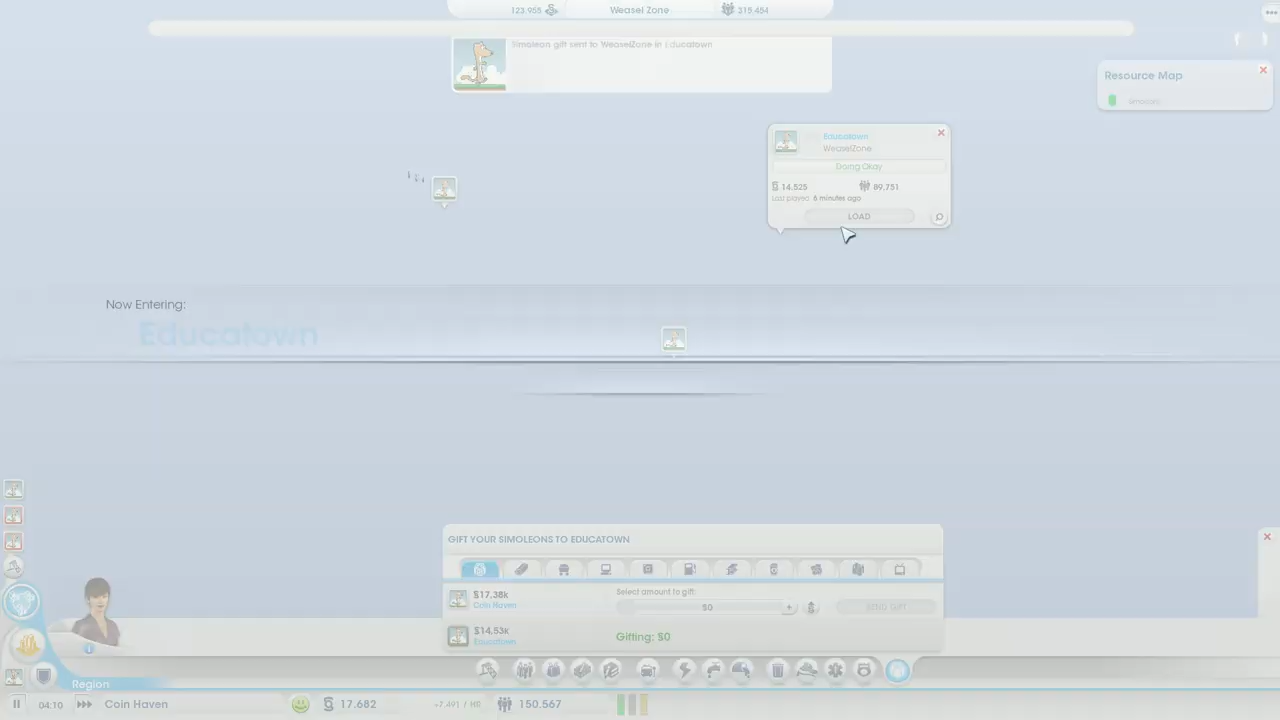 123,955
Weasel Zone
315,454
Simoleon gift sent to WeaselZone in Educatown
Resource Map
Simoleons
Educatown
WeaselZone
Doing Okay
14,525
89,751
Last played: 6 minutes ago
LOAD
Now Entering:
Educatown
GIFT YOUR SIMOLEONS TO EDUCATOWN
$17.38k
Coin Haven
Select amount to gift:
$0
SEND GIFT
$14.53k
Educatown
Gifting: $0
Region
04:10
Coin Haven
17,682
+7,491 / HR
150,567